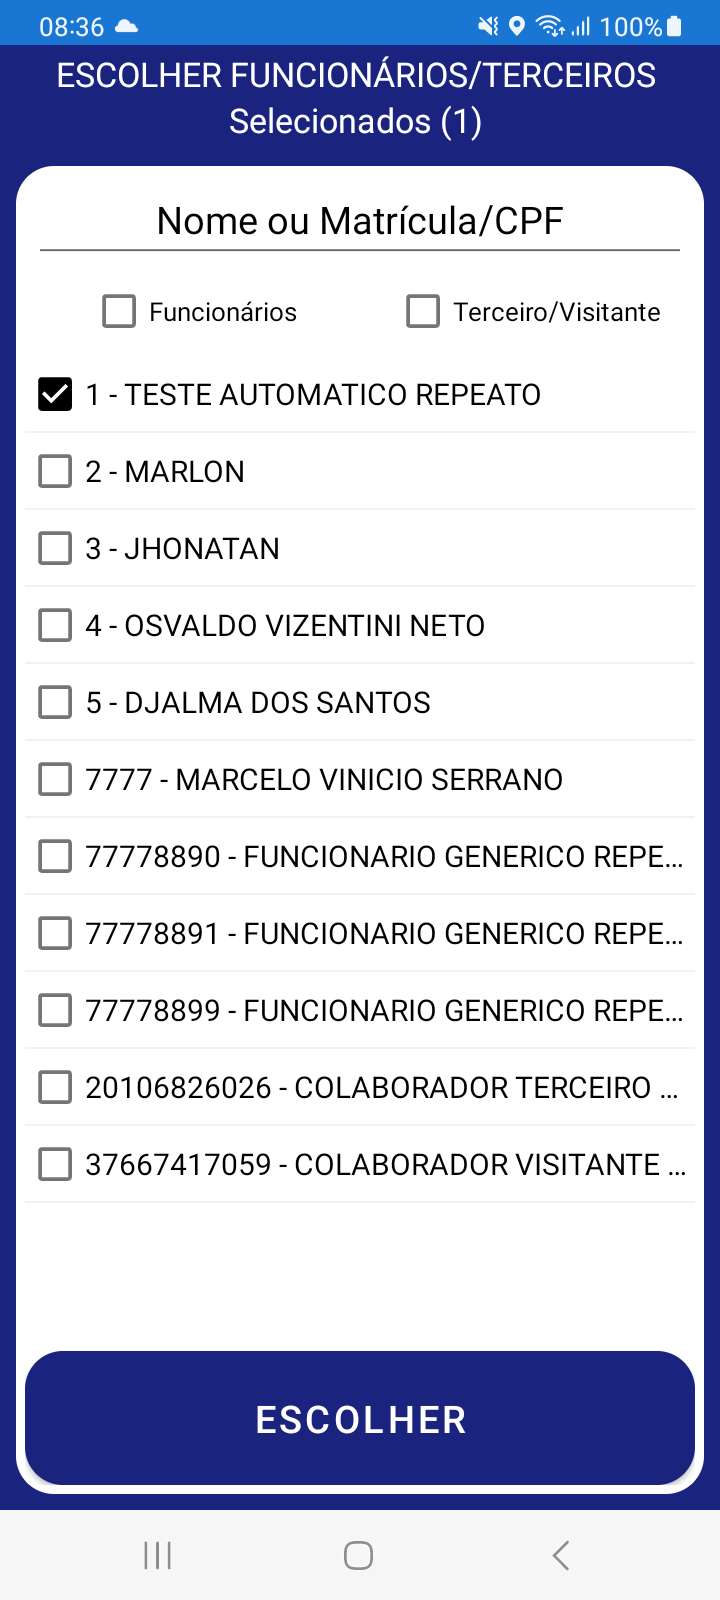 08:36 100%
ESCOLHER FUNCIONÁRIOS/TERCEIROS
Selecionados (1)
Nome ou Matrícula/CPF
Funcionários Terceiro/Visitante
1 - TESTE AUTOMATICO REPEATO
2 - MARLON
3 - JHONATAN
4 - OSVALDO VIZENTINI NETO
5 - DJALMA DOS SANTOS
7777 - MARCELO VINICIO SERRANO
77778890 - FUNCIONARIO GENERICO REPE...
77778891 - FUNCIONARIO GENERICO REPE...
77778899 - FUNCIONARIO GENERICO REPE...
20106826026 - COLABORADOR TERCEIRO ...
37667417059 - COLABORADOR VISITANTE ...
ESCOLHER